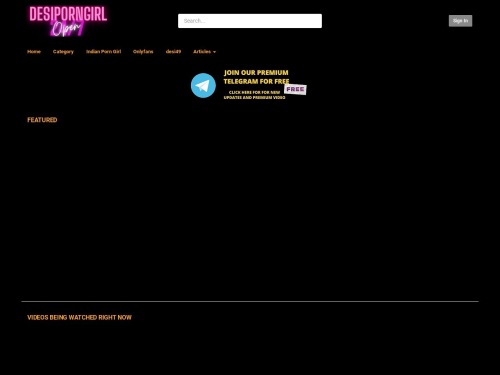 DESIPORNGIRL
Open
Search...
Sign In
Home Category Indian Porn Girl Onlyfans desi49 Articles
JOIN OUR PREMIUM
TELEGRAM FOR FREE
CLICK HERE FOR FOR NEW
UPDATES AND PREMIUM VIDEO
FREE
FEATURED
VIDEOS BEING WATCHED RIGHT NOW